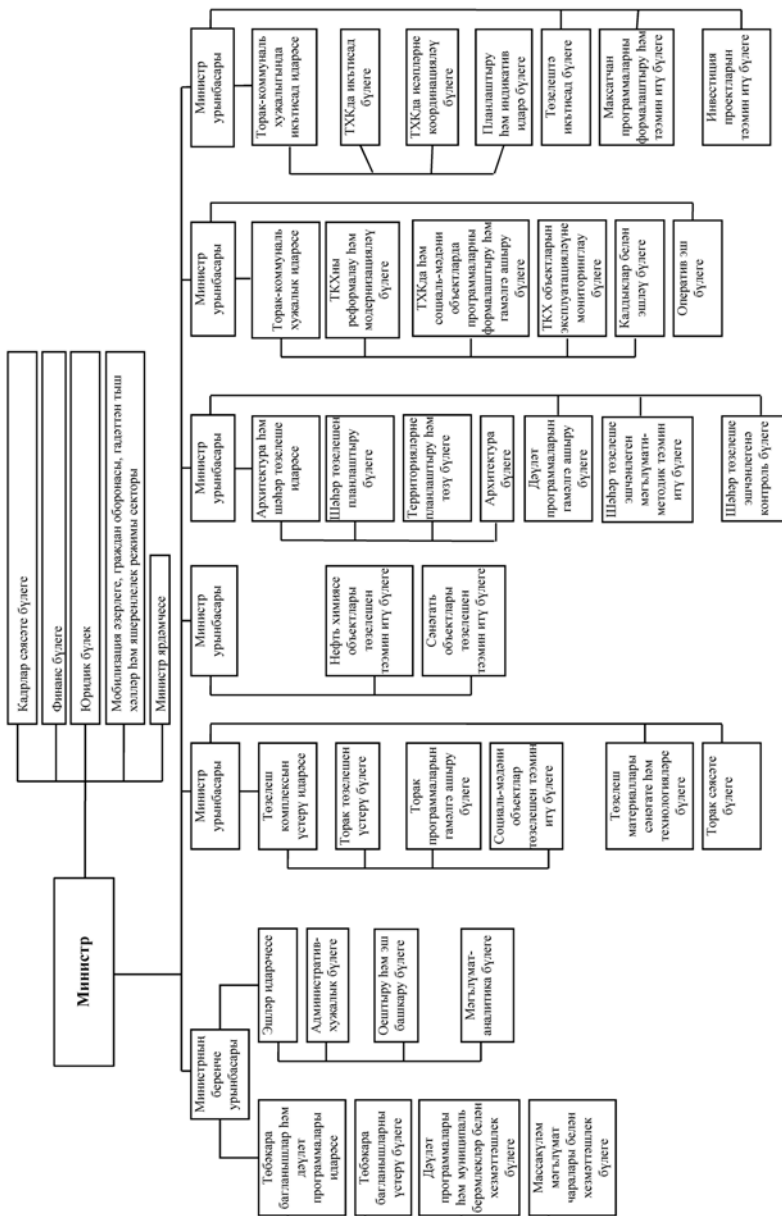 Министр
Кадрлар сәясәте бүлеге
Финанс бүлеге
Юридик бүлек
Мобилизация әзерлеге, граждан оборонасы, гадәттән тыш
хәлләр һәм яшеренлелек режимы секторы
Министр ярдәмчесе
Министрның
беренче
урынбасары
Төбәкара
багланышлар һәм
дәүләт
программалары
идарәсе
Төбәкара
багланышларны
үстерү бүлеге
Дәүләт
программалары
һәм муниципаль
берәмлекләр белән
хезмәттәшлек
бүлеге
Массакүләм
мәгълүмат
чаралары белән
хезмәттәшлек
бүлеге
Эшләр идарәчесе
Административ-
хужалык бүлеге
Оештыру һәм эш
башкару бүлеге
Мәгълүмат-
аналитика бүлеге
Министр
урынбасары
Төзелеш
комплексын
үстерү идарәсе
Торак төзелешен
үстерү бүлеге
Торак
программаларын
гамәлгә ашыру
бүлеге
Социаль-мәдәни
объектлар
төзелешен тәэмин
итү бүлеге
Төзелеш
материаллары
сәнәгате һәм
технологияләре
бүлеге
Торак сәясәте
бүлеге
Министр
урынбасары
Нефть химиясе
объектлары
төзелешен
тәэмин итү бүлеге
Сәнәгать
объектлары
төзелешен
тәэмин итү бүлеге
Министр
урынбасары
Архитектура һәм
шәһәр төзелеше
идарәсе
Шәһәр төзелешен
планлаштыру
бүлеге
Территорияләрне
планлаштыру һәм
төзү бүлеге
Архитектура
бүлеге
Дәүләт
программаларын
гамәлгә ашыру
бүлеге
Шәһәр төзелеше
эшчәнлеген
мәгълүмати-
методик тәэмин
итү бүлеге
Шәһәр төзелеше
эшчәнлегенә
контроль бүлеге
Министр
урынбасары
Торак-коммуналь
хужалык идарәсе
ТКХны
реформалау һәм
модернизацияләү
бүлеге
ТХКда һәм
социаль-мәдәни
объектларда
программаларны
формалаштыру һәм
гамәлгә ашыру
бүлеге
ТКХ объектларын
эксплуатацияләүне
мониторинглау
бүлеге
Калдыклар белән
эшләү бүлеге
Оператив эш
бүлеге
Министр
урынбасары
Торак-коммуналь
хужалыгында
икътисад идарәсе
ТХКда икътисад
бүлеге
ТХКда исәпләрне
координацияләү
бүлеге
Планлаштыру
һәм индикатив
идарә бүлеге
Төзелештә
икътисад бүлеге
Максатчан
программаларны
формалаштыру һәм
тәэмин итү бүлеге
Инвестиция
проектларын
тәэмин итү бүлеге